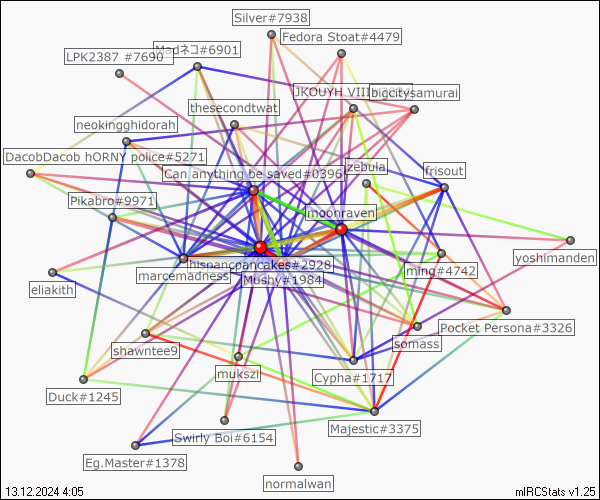 Silver#7938
Fedora Stoat#4479
Madネコ#6901
LPK2387 #7690
JKOUYH VIII
bigcitysamurai
thesecondtwat
neokingghidorah
DacobDacob hORNY police#5271
zebuia
frisout
Can anything be saved#0396
Pikabro#9971
moonraven
yoshimanden
hispancpancakes#2928
ming#4742
marcemadness
Mushy#1984
eliakith
Pocket Persona#3326
somass
shawntee9
mukszi
Cypha#1717
Duck#1245
Majestic#3375
Swirly Boi#6154
Eg.Master#1378
normalwan
13.12.2024 4:05
mIRCStats v1.25